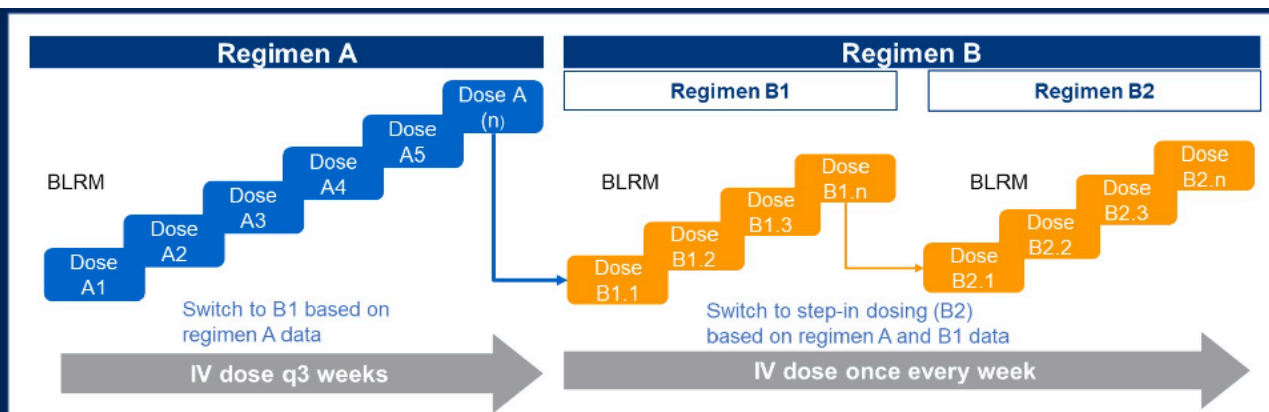 Regimen A
Regimen B
Regimen B1
Regimen B2
BLRM
Dose
A1
Dose
A2
Dose
A3
Dose
A4
Dose
A5
Dose A
(n)
Switch to B1 based on
regimen A data
IV dose q3 weeks
BLRM
Dose
B1.1
Dose
B1.2
Dose
B1.3
Dose
B1.n
BLRM
Dose
B2.1
Dose
B2.2
Dose
B2.3
Dose
B2.n
Switch to step-in dosing (B2)
based on regimen A and B1 data
IV dose once every week